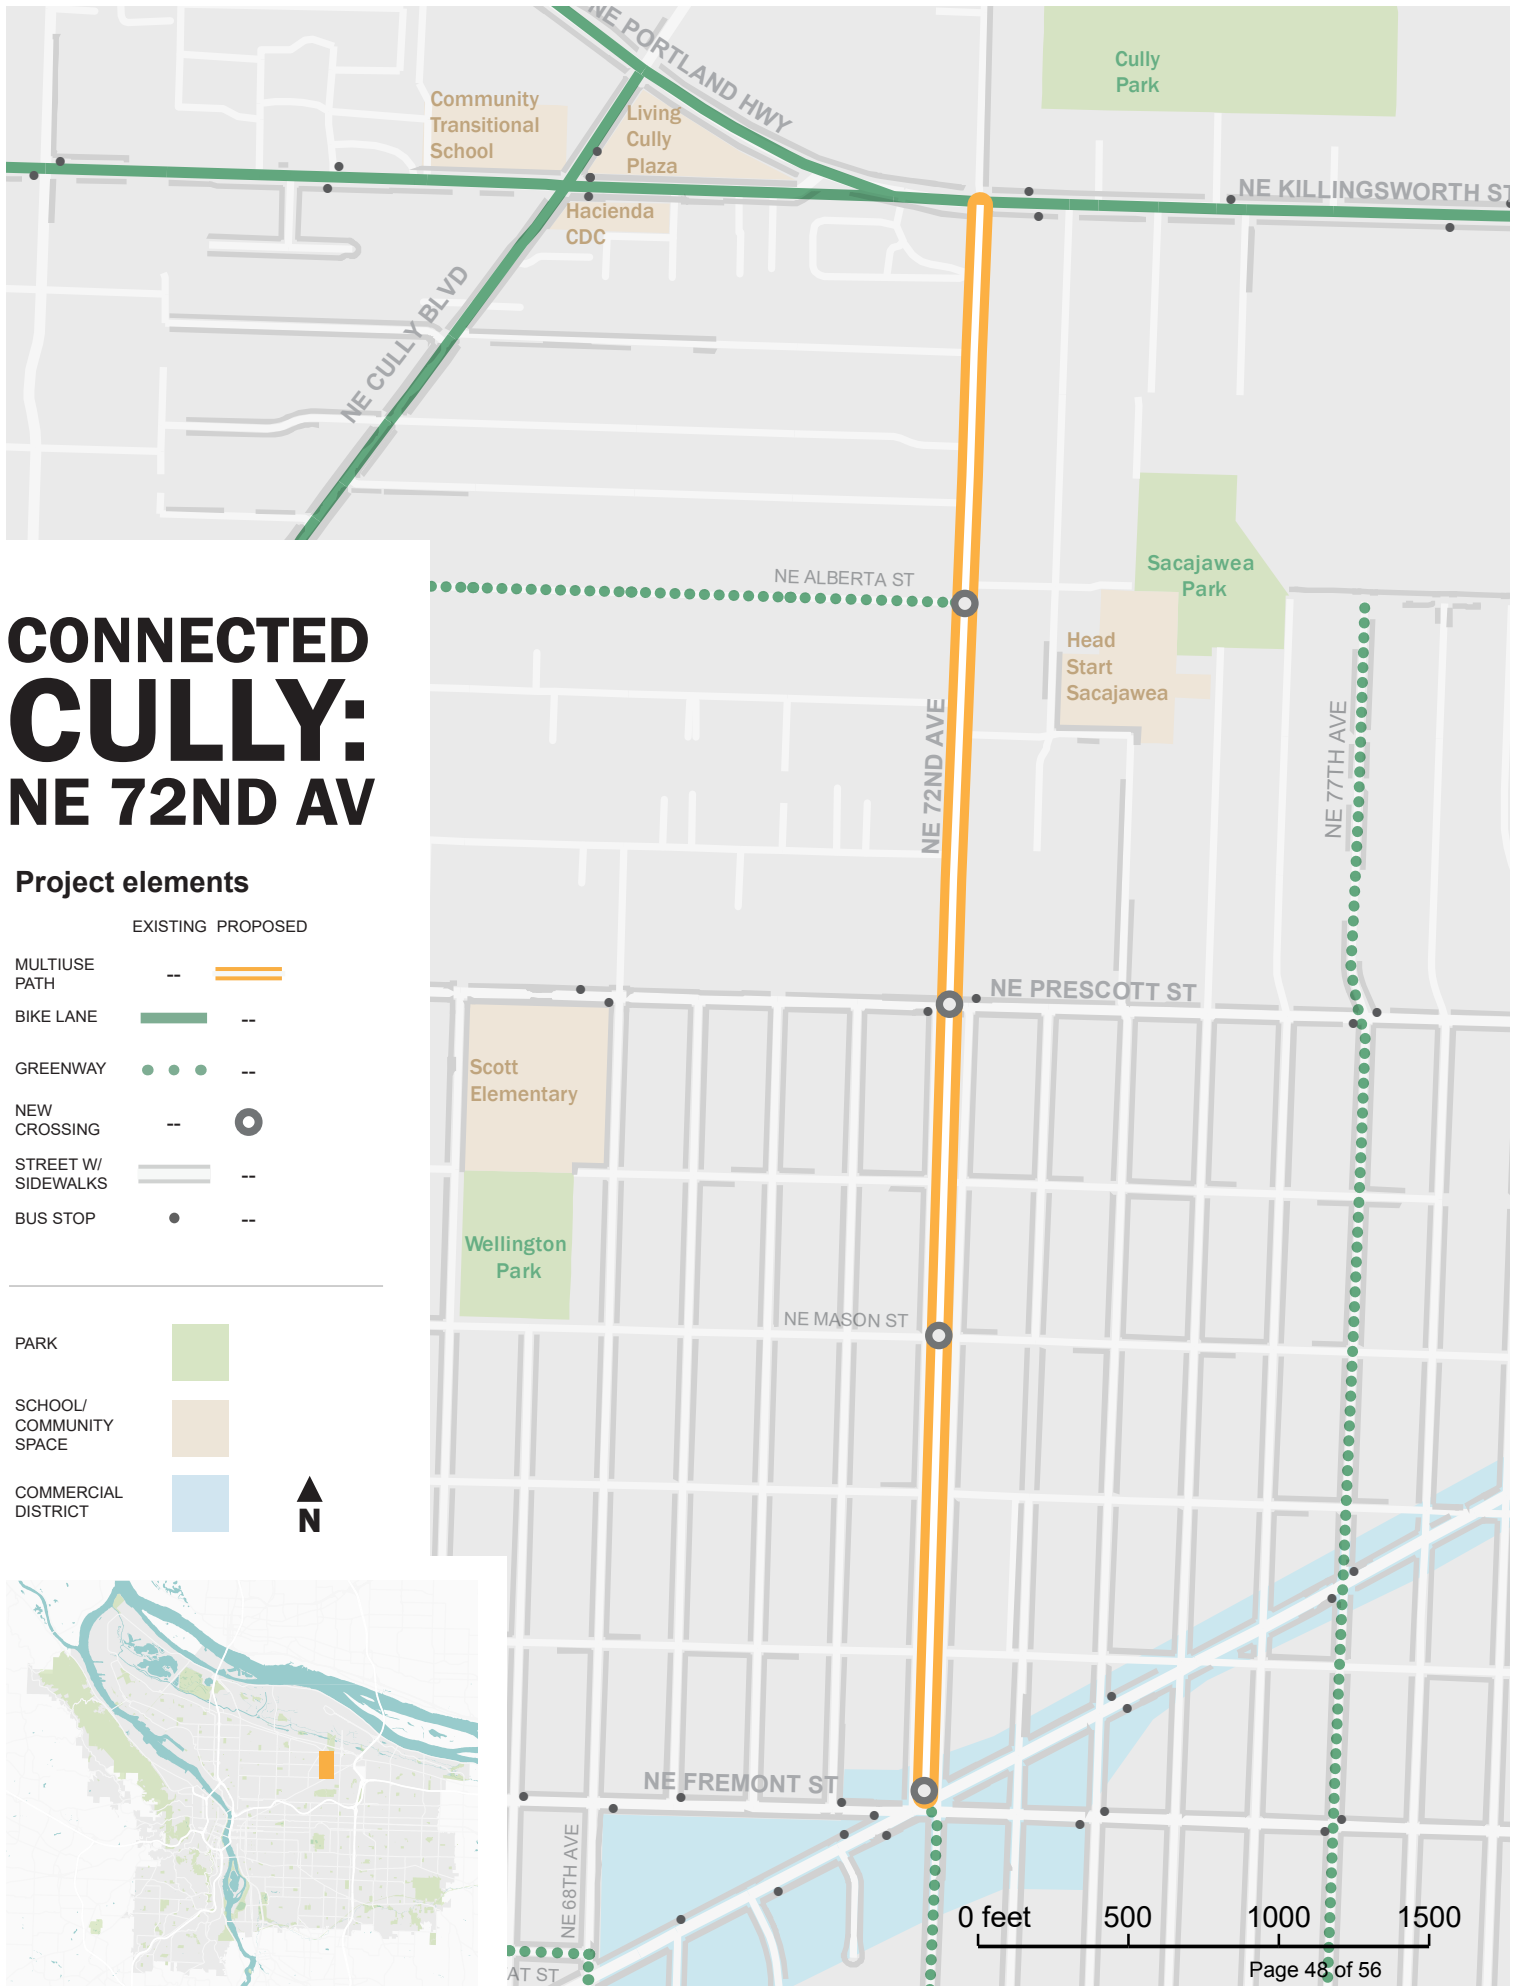 NE PORTLAND HWY
Cully
Park
Community
Transitional
School
Living
Cully
Plaza
NE KILLINGSWORTH ST
Hacienda
CDC
NE CULLY BLVD
NE ALBERTA ST
Sacajawea
Park
Head
Start
Sacajawea
NE 72ND AVE
NE 77TH AVE
CONNECTED
CULLY:
NE 72ND AV
Project elements
EXISTING PROPOSED
MULTIUSE
PATH
--
BIKE LANE
--
GREENWAY
--
NEW
CROSSING
--
STREET W/
SIDEWALKS
--
BUS STOP
--
PARK
SCHOOL/
COMMUNITY
SPACE
COMMERCIAL
DISTRICT
N
NE PRESCOTT ST
Scott
Elementary
Wellington
Park
NE MASON ST
NE FREMONT ST
NE 68TH AVE
AT ST
0 feet 500 1000 1500
Page 48 of 56